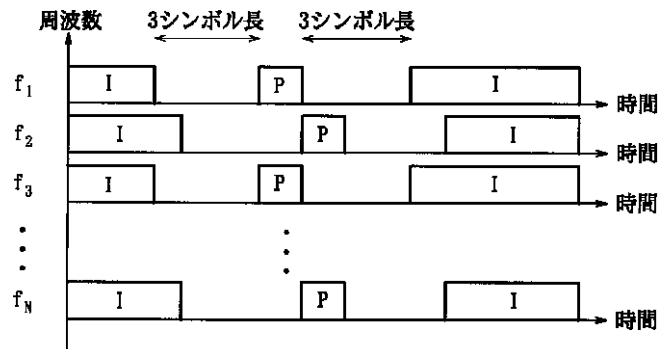 周波数 3シンボル長 3シンボル長
f1 I P I 時間
f2 I P I 時間
f3 I P I 時間
fN I P I 時間